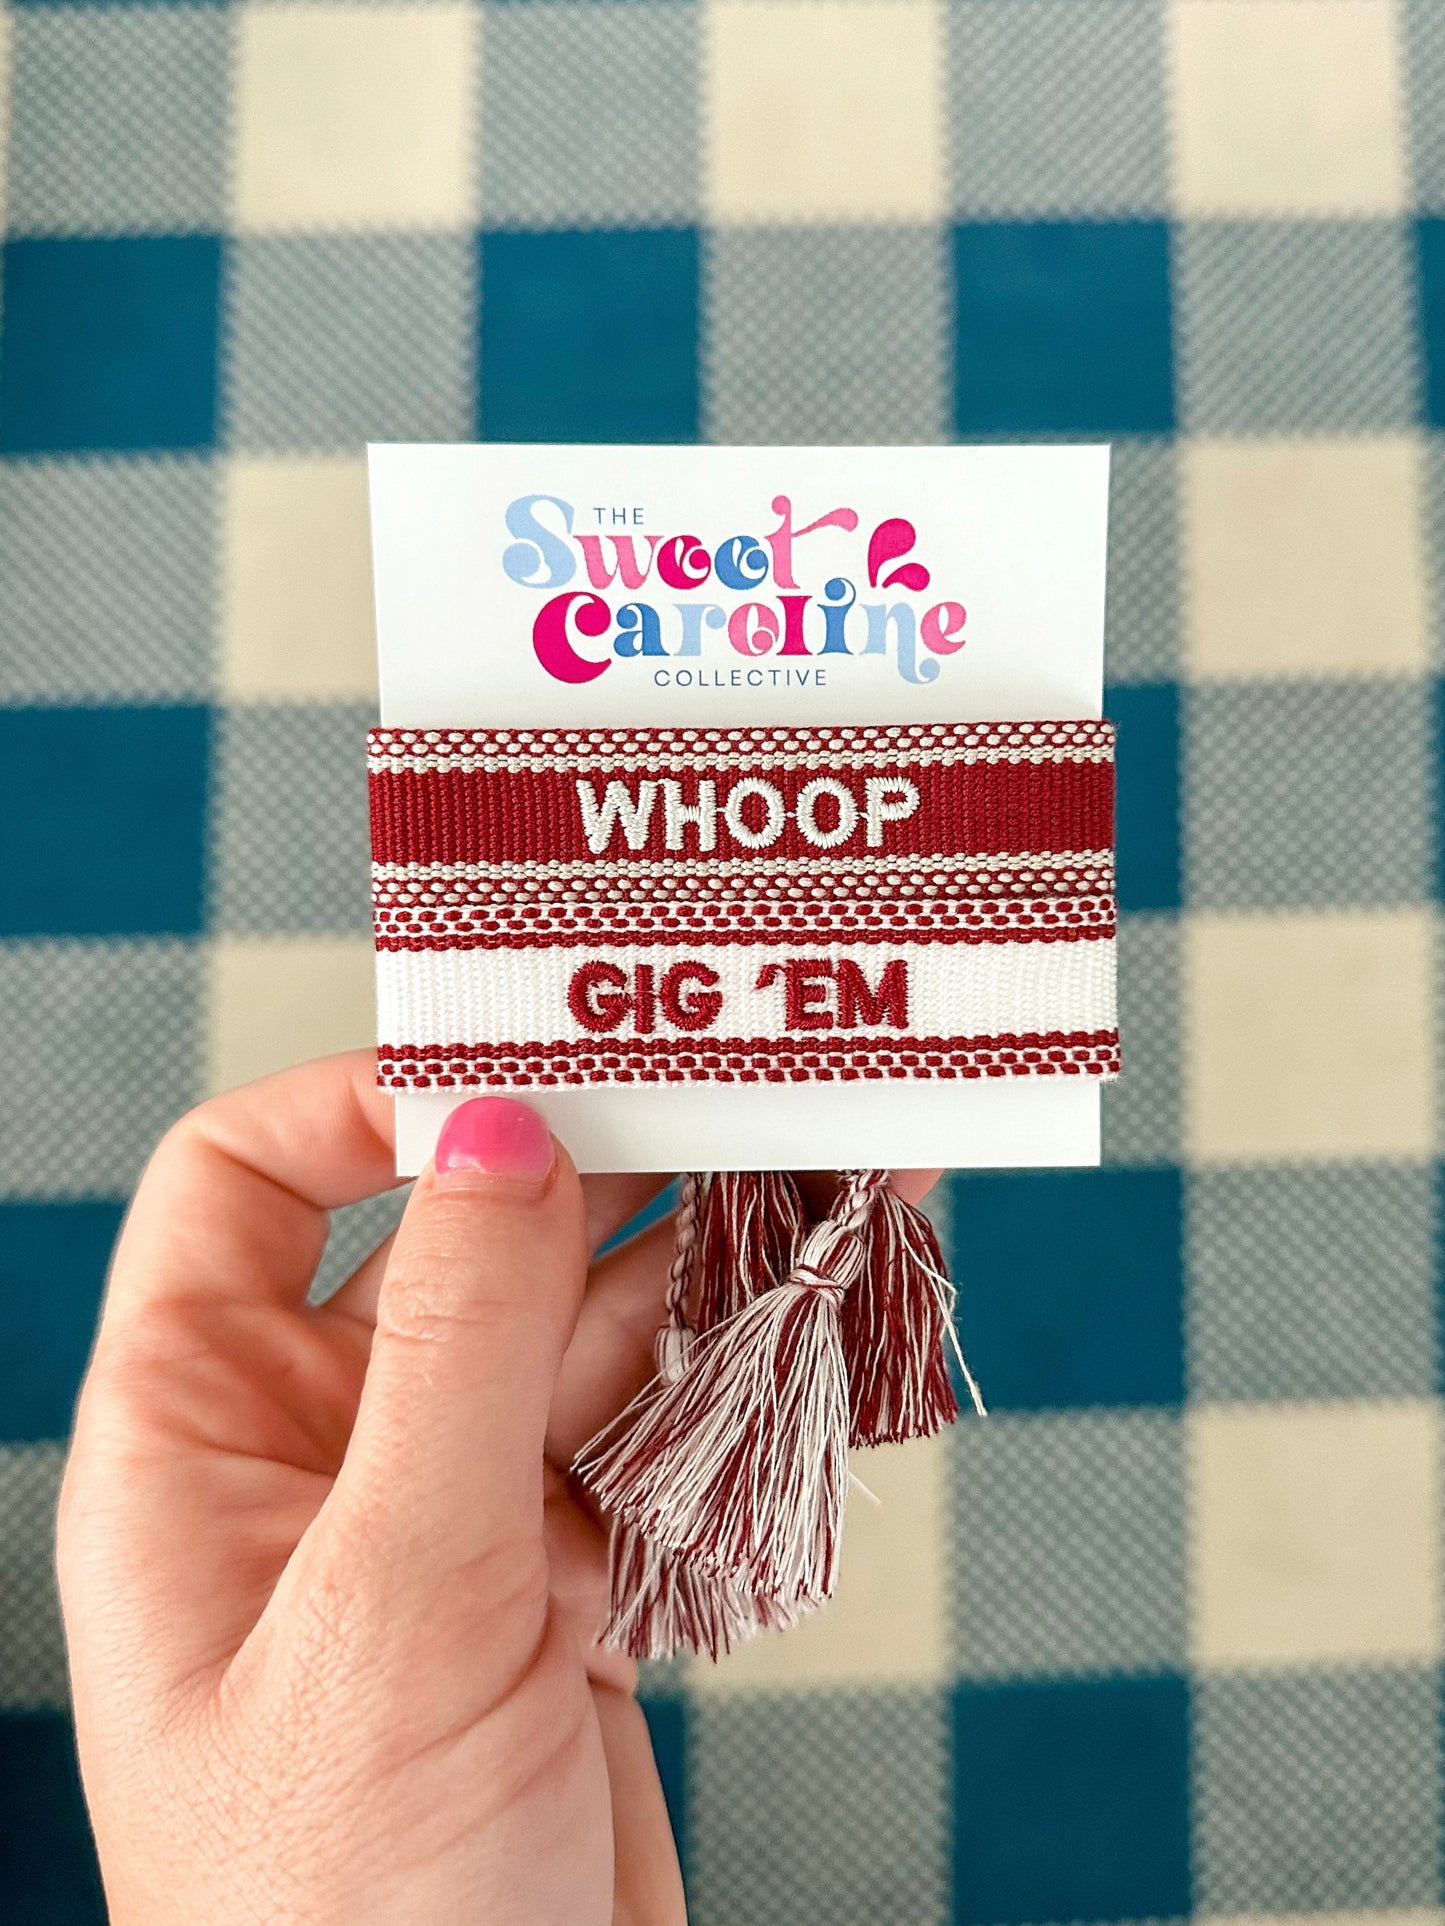 THE
Sweet
Caroline
COLLECTIVE
WHOOP
GIG 'EM